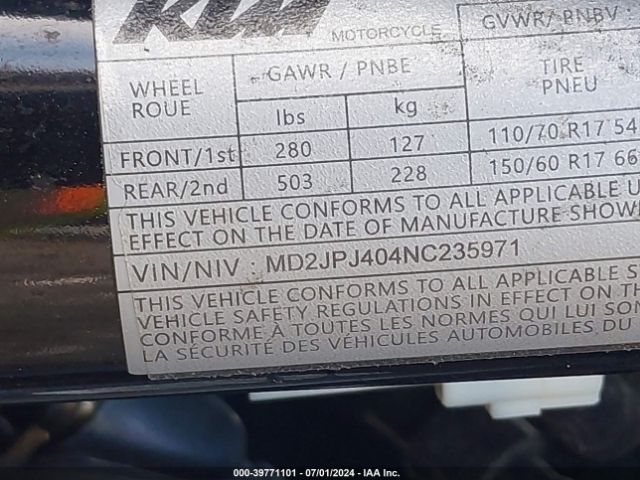 KTM
MOTORCYCLE
GVWR/PNBV
WHEEL
ROUE
GAWR / PNBE
TIRE
PNEU
lbs
kg
FRONT/1st 280 127 110/70 R17 54
REAR/2nd 503 228 150/60 R17 66
THIS VEHICLE CONFORMS TO ALL APPLICABLE
EFFECT ON THE DATE OF MANUFACTURE
VIN/NIV : MD2JPJ404NC235971
THIS VEHICLE CONFORMS TO ALL APPLICABLE
VEHICLE SAFETY REGULATIONS IN EFFECT ON
CONFORME À TOUTES LES NORMES QUI LUI
LA SÉCURITÉ DES VÉHICULES AUTOMOBILES DU
000-39771101 - 07/01/2024 - IAA Inc.